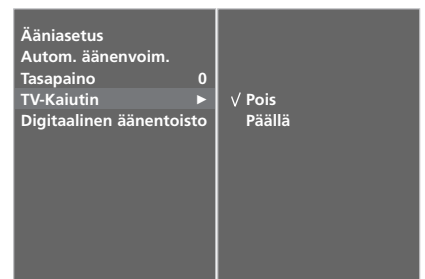 Ääniasetus
Autom. äänenvoim.
Tasapaino 0
TV-Kaiutin ►
Digitaalinen äänentoisto
√ Pois
Päällä